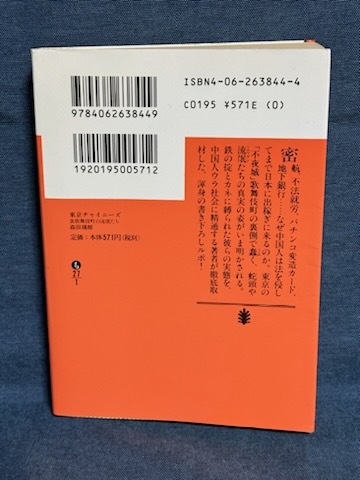 ISBN4-06-263844-4
C0195 ¥571E (0)
9784062638449
1920195005712
密航、不法就労、パチンコ変造カード、
地下銀行……なぜ中国人は法を侵し
てまで日本に出稼ぎに来るのか。東京の
「不夜城」歌舞伎町の裏側で蠢く、蛇頭や
流氓たちの真実の姿がいま明かされる。
鉄の掟とカネに縛られた彼らの実態を、
中国人ウラ社会に精通する著者が徹底取
材した、渾身の書き下ろしルポ!
東京チャイニーズ
裏歌舞伎町の流氓たち
森田靖郎
定価:本体571円(税別)
27
1